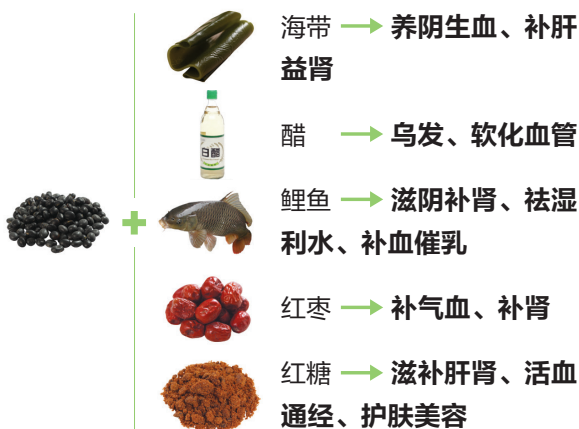 海带 → 养阴生血、补肝
益肾
白醋
醋 → 乌发、软化血管
鲤鱼 → 滋阴补肾、祛湿
利水、补血催乳
红枣 → 补气血、补肾
红糖 → 滋补肝肾、活血
通经、护肤美容